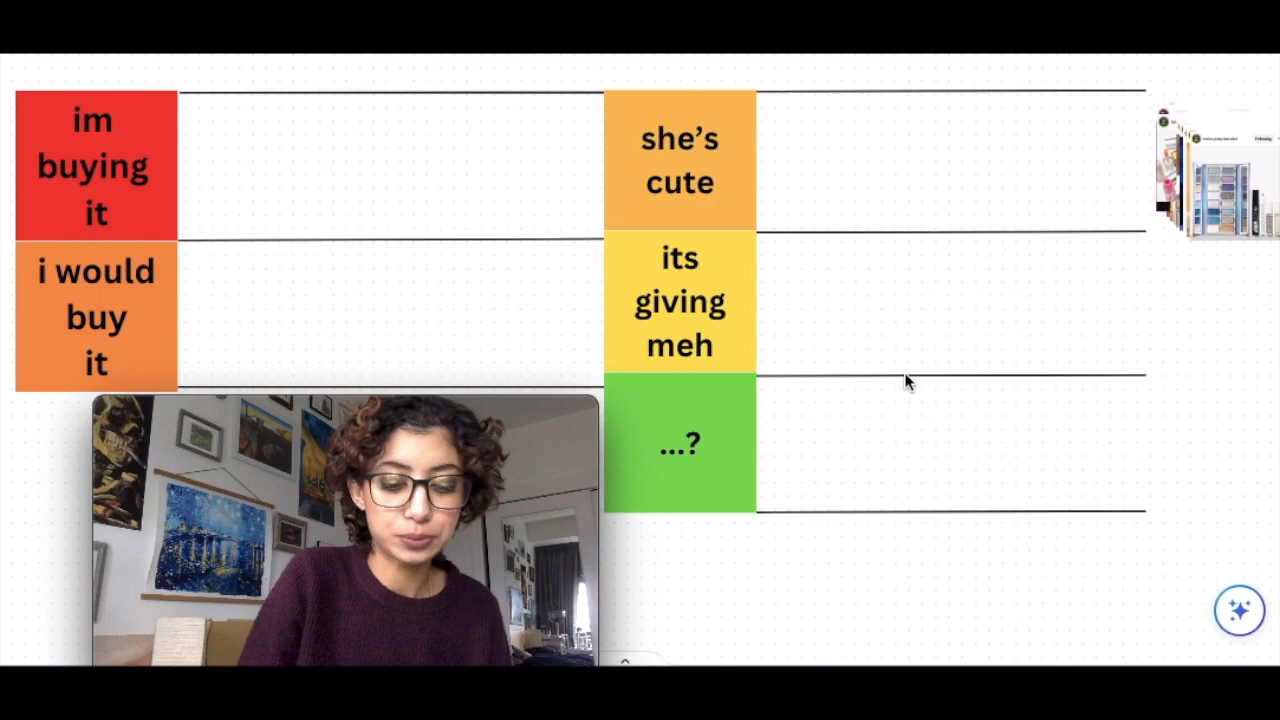 im
buying
it
i would
buy
it
she's
cute
its
giving
meh
...?